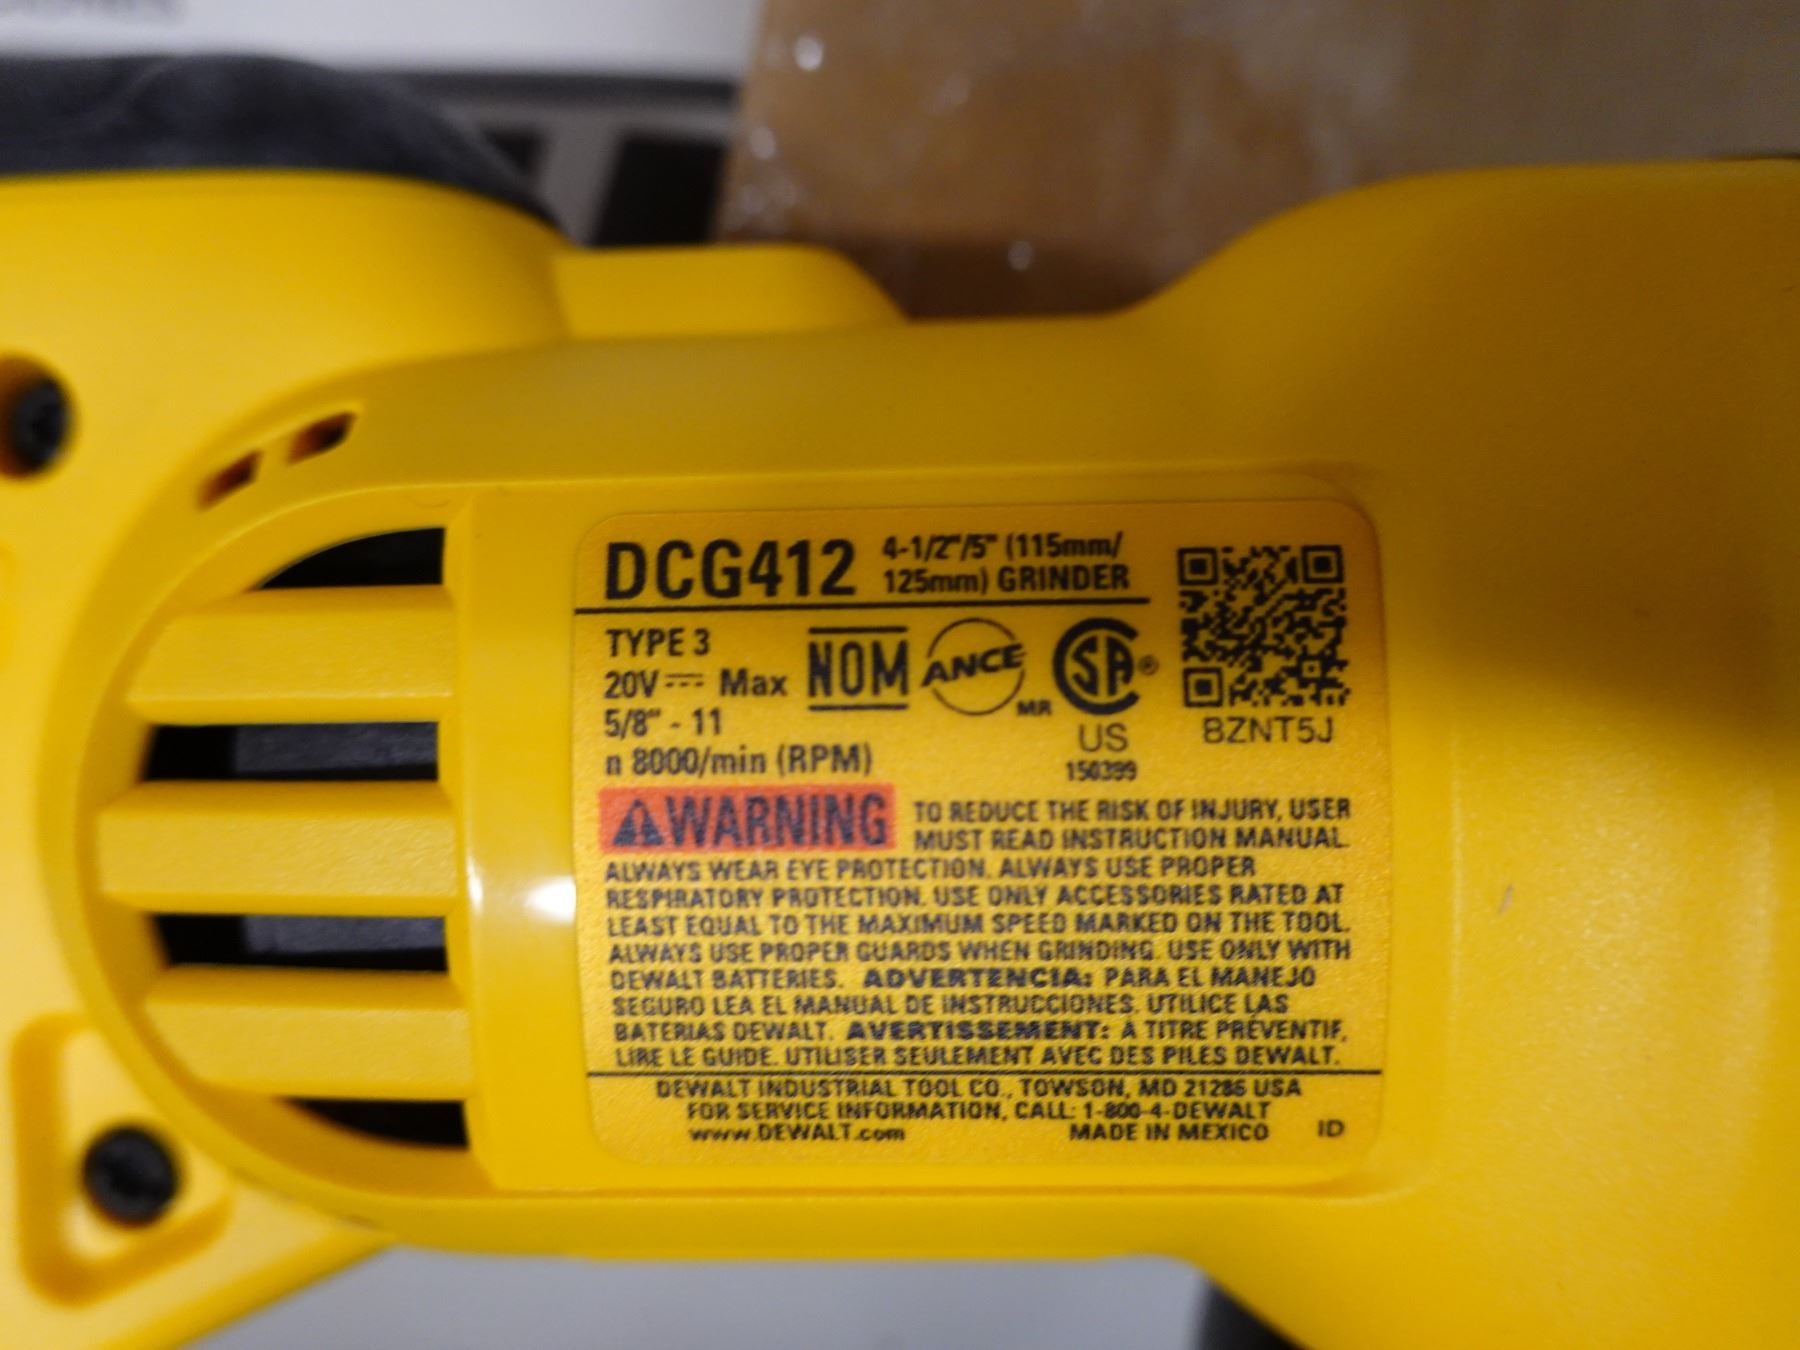 DCG412
4-1/2"/5" (115mm/
125mm) GRINDER
TYPE 3
20V Max
5/8" - 11
n 8000/min (RPM)
NOM
ANCE
MR
SA®
US
150399
BZNT5J
WARNING
TO REDUCE THE RISK OF INJURY, USER
MUST READ INSTRUCTION MANUAL.
ALWAYS WEAR EYE PROTECTION. ALWAYS USE PROPER
RESPIRATORY PROTECTION. USE ONLY ACCESSORIES RATED AT
LEAST EQUAL TO THE MAXIMUM SPEED MARKED ON THE TOOL.
ALWAYS USE PROPER GUARDS WHEN GRINDING. USE ONLY WITH
DEWALT BATTERIES. ADVERTENCIA: PARA EL MANEJO
SEGURO LEA EL MANUAL DE INSTRUCCIONES. UTILICE LAS
BATERIAS DEWALT. AVERTISSEMENT: À TITRE PRÉVENTIF,
LIRE LE GUIDE. UTILISER SEULEMENT AVEC DES PILES DEWALT.
DEWALT INDUSTRIAL TOOL CO., TOWSON, MD 21286 USA
FOR SERVICE INFORMATION, CALL: 1-800-4-DEWALT
www.DEWALT.com MADE IN MEXICO ID